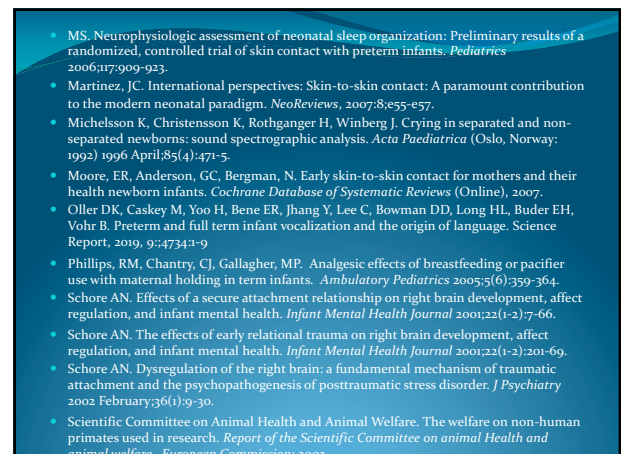 MS. Neurophysiologic assessment of neonatal sleep organization: Preliminary results of a
randomized, controlled trial of skin contact with preterm infants. Pediatrics
2006;117:909-923.
Martinez, JC. International perspectives: Skin-to-skin contact: A paramount contribution
to the modern neonatal paradigm. NeoReviews, 2007:8;e55-e57.
Michelsson K, Christensson K, Rothganger H, Winberg J. Crying in separated and non-
separated newborns: sound spectrographic analysis. Acta Paediatrica (Oslo, Norway:
1992) 1996 April;85(4):471-5.
Moore, ER, Anderson, GC, Bergman, N. Early skin-to-skin contact for mothers and their
health newborn infants. Cochrane Database of Systematic Reviews (Online), 2007.
Oller DK, Caskey M, Yoo H, Bene ER, Jhang Y, Lee C, Bowman DD, Long HL, Buder EH,
Vohr B. Preterm and full term infant vocalization and the origin of language. Science
Report, 2019, 9:;4734:1-9
Phillips, RM, Chantry, CJ, Gallagher, MP. Analgesic effects of breastfeeding or pacifier
use with maternal holding in term infants. Ambulatory Pediatrics 2005;5(6):359-364.
Schore AN. Effects of a secure attachment relationship on right brain development, affect
regulation, and infant mental health. Infant Mental Health Journal 2001;22(1-2):7-66.
Schore AN. The effects of early relational trauma on right brain development, affect
regulation, and infant mental health. Infant Mental Health Journal 2001;22(1-2):201-69.
Schore AN. Dysregulation of the right brain: a fundamental mechanism of traumatic
attachment and the psychopathogenesis of posttraumatic stress disorder. J Psychiatry
2002 February;36(1):9-30.
Scientific Committee on Animal Health and Animal Welfare. The welfare on non-human
primates used in research. Report of the Scientific Committee on animal Health and
animal welfare. European Commission; 2002